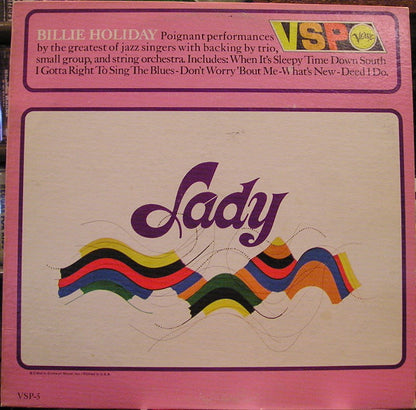 BILLIE HOLIDAY Poignant performances
by the greatest of jazz singers with backing by trio,
small group, and string orchestra. Includes: When It's Sleepy Time Down South
I Gotta Right To Sing The Blues-Don't Worry 'Bout Me-What's New-Deed I Do.
VSP
Verve
Lady
VSP-5